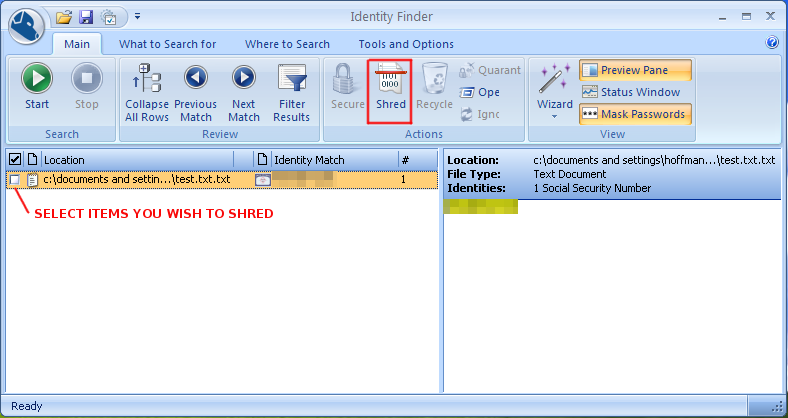 Identity Finder
Main What to Search for Where to Search Tools and Options
Start Stop Collapse All Rows Previous Match Next Match Filter Results Secure Shred Recycle Quarant Ope Ignc Wizard Preview Pane Status Window Mask Passwords
1101
0100
Search Review Actions View
Location Identity Match #
c:\documents and settin...\test.txt.txt 1
SELECT ITEMS YOU WISH TO SHRED
Location: c:\documents and settings\hoffman...\test.txt.txt
File Type: Text Document
Identities: 1 Social Security Number
Ready